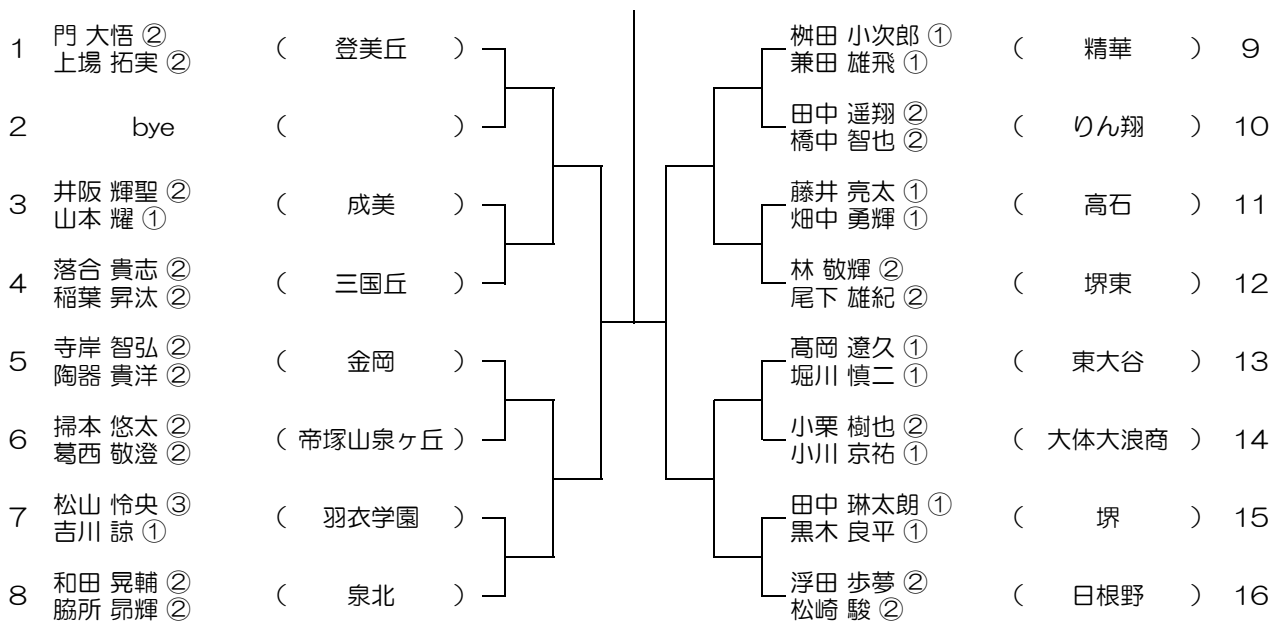 1 門 大悟 ② 上場 拓実 ② ( 登美丘 )
2 bye ( )
3 井阪 輝聖 ② 山本 耀 ① ( 成美 )
4 落合 貴志 ② 稲葉 昇汰 ② ( 三国丘 )
5 寺岸 智弘 ② 陶器 貴洋 ② ( 金岡 )
6 掃本 悠太 ② 葛西 敬澄 ② ( 帝塚山泉ヶ丘 )
7 松山 怜央 ③ 吉川 諒 ① ( 羽衣学園 )
8 和田 晃輔 ② 脇所 昴輝 ② ( 泉北 )
桝田 小次郎 ① 兼田 雄飛 ① ( 精華 ) 9
田中 遥翔 ② 橋中 智也 ② ( りん翔 ) 10
藤井 亮太 ① 畑中 勇輝 ① ( 高石 ) 11
林 敬輝 ② 尾下 雄紀 ② ( 堺東 ) 12
髙岡 遼久 ① 堀川 慎二 ① ( 東大谷 ) 13
小栗 樹也 ② 小川 京祐 ① ( 大体大浪商 ) 14
田中 琳太朗 ① 黒木 良平 ① ( 堺 ) 15
浮田 歩夢 ② 松崎 駿 ② ( 日根野 ) 16